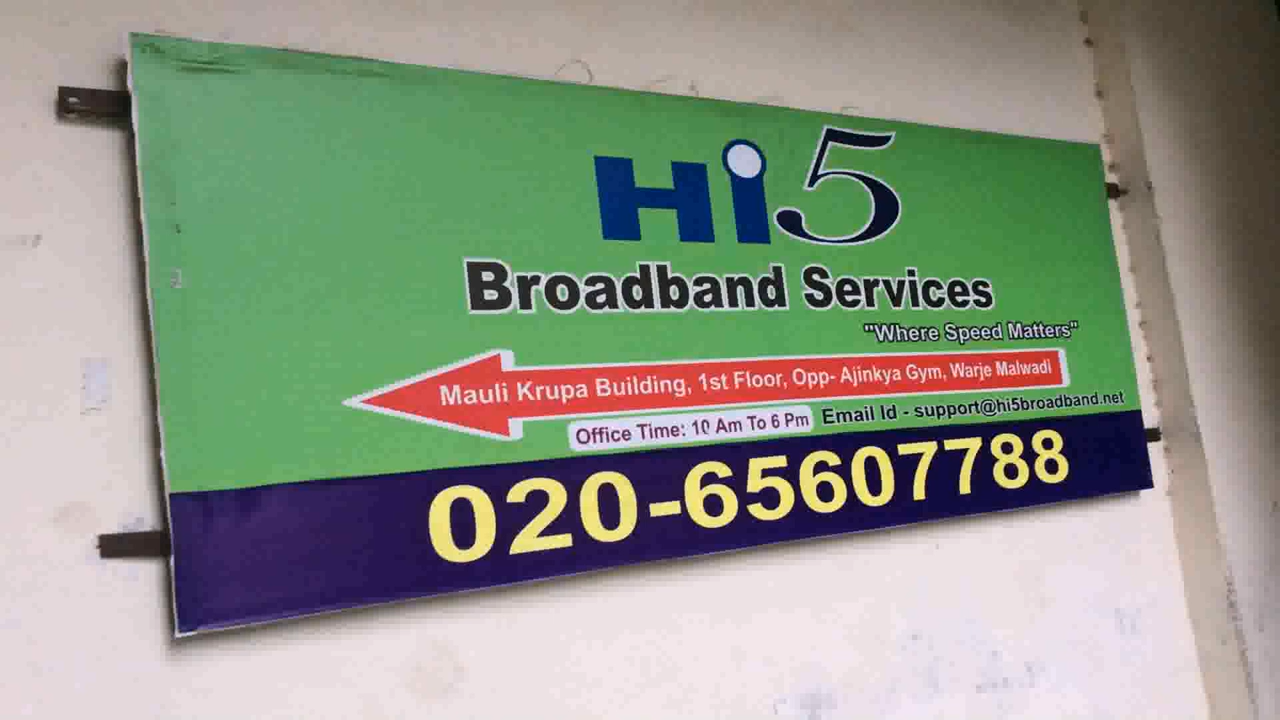 Hi5
Broadband Services
"Where Speed Matters"
Mauli Krupa Building, 1st Floor, Opp- Ajinkya Gym, Warje Malwadi
Office Time: 10 Am To 6 Pm Email Id - support@hi5broadband.net
020-65607788